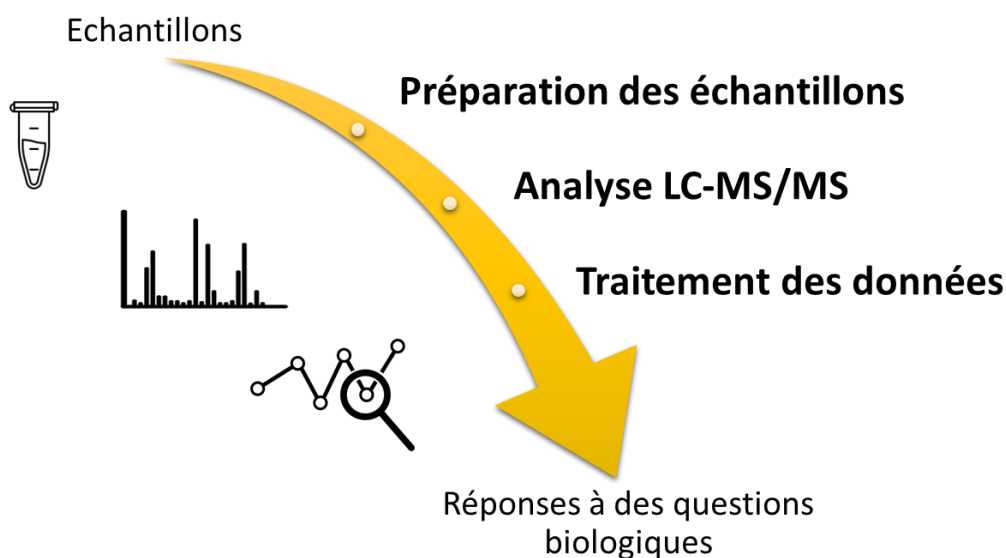 Echantillons
Préparation des échantillons
Analyse LC-MS/MS
Traitement des données
Réponses à des questions
biologiques